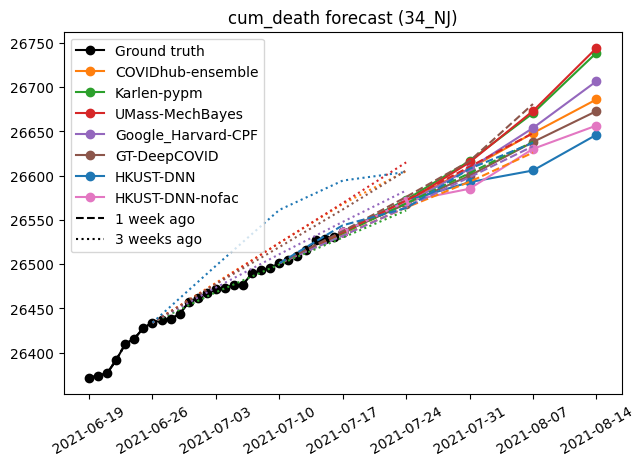 cum_death forecast (34_NJ)
26750
26700
26650
26600
26550
26500
26450
26400
Ground truth
COVIDhub-ensemble
Karlen-pypm
UMass-MechBayes
Google_Harvard-CPF
GT-DeepCOVID
HKUST-DNN
HKUST-DNN-nofac
1 week ago
3 weeks ago
2021-06-19
2021-06-26
2021-07-03
2021-07-10
2021-07-17
2021-07-24
2021-07-31
2021-08-07
2021-08-14